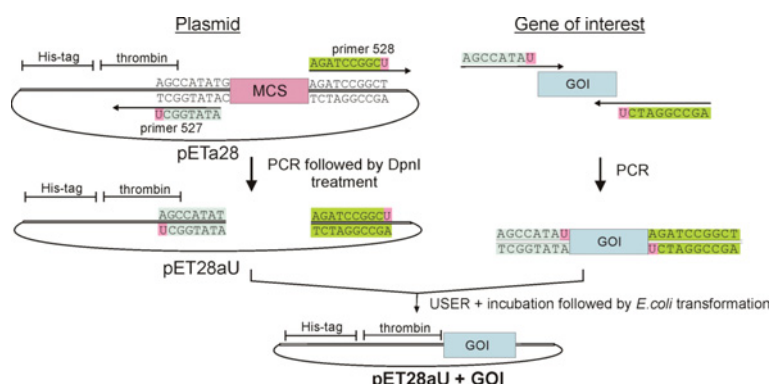 Plasmid
Gene of interest
primer 528
His-tag thrombin
AGATCCGGCU
AGCCATAU
AGCCATATG MCS AGATCCGGCT
TCGGTATAC TCTAGGCCGA
GOI
UCGGTATA
UCTAGGCCGA
primer 527
pETa28
PCR followed by DpnI
treatment
PCR
His-tag thrombin
AGCCATAT AGATCCGGCU
UCGGTATA TCTAGGCCGA
AGCCATAU GOI AGATCCGGCT
TCGGTATA UCTAGGCCGA
pET28aU
USER + incubation followed by E.coli transformation
His-tag thrombin
GOI
pET28aU + GOI